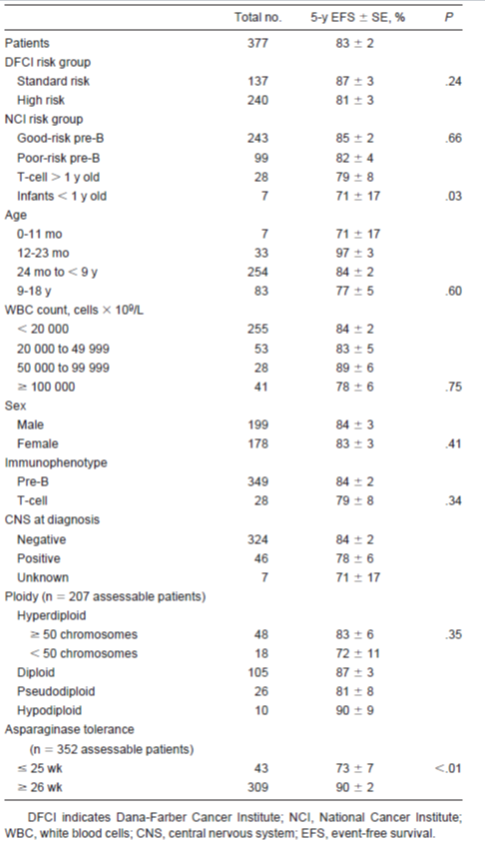 Total no. 5-y EFS ± SE, % P
Patients 377 83 ± 2
DFCI risk group
Standard risk 137 87 ± 3 .24
High risk 240 81 ± 3
NCI risk group
Good-risk pre-B 243 85 ± 2 .66
Poor-risk pre-B 99 82 ± 4
T-cell > 1 y old 28 79 ± 8
Infants < 1 y old 7 71 ± 17 .03
Age
0-11 mo 7 71 ± 17
12-23 mo 33 97 ± 3
24 mo to < 9 y 254 84 ± 2
9-18 y 83 77 ± 5 .60
WBC count, cells × 10⁹/L
< 20 000 255 84 ± 2
20 000 to 49 999 53 83 ± 5
50 000 to 99 999 28 89 ± 6
≥ 100 000 41 78 ± 6 .75
Sex
Male 199 84 ± 3
Female 178 83 ± 3 .41
Immunophenotype
Pre-B 349 84 ± 2
T-cell 28 79 ± 8 .34
CNS at diagnosis
Negative 324 84 ± 2
Positive 46 78 ± 6
Unknown 7 71 ± 17
Ploidy (n = 207 assessable patients)
Hyperdiploid
≥ 50 chromosomes 48 83 ± 6 .35
< 50 chromosomes 18 72 ± 11
Diploid 105 87 ± 3
Pseudodiploid 26 81 ± 8
Hypodiploid 10 90 ± 9
Asparaginase tolerance
(n = 352 assessable patients)
≤ 25 wk 43 73 ± 7 <.01
≥ 26 wk 309 90 ± 2
DFCI indicates Dana-Farber Cancer Institute; NCI, National Cancer Institute;
WBC, white blood cells; CNS, central nervous system; EFS, event-free survival.